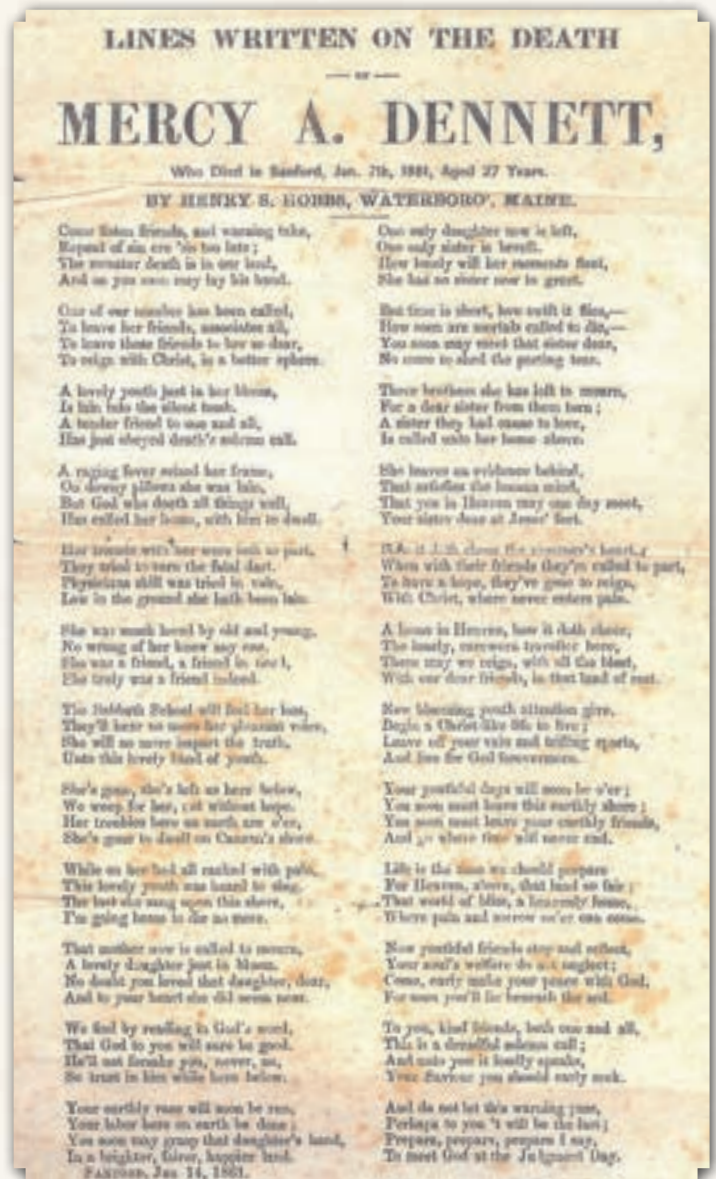 LINES WRITTEN ON THE DEATH
OF
MERCY A. DENNETT,
Who Died in Sanford, Jan. 7th, 1861, Aged 27 Years.
BY HENRY S. HOBBS, WATERBORO', MAINE.
Come listen friends, and warning take,
Repent of sin ere 'tis too late;
The monster death is in our land,
And on you soon may lay his hand.
One of our number has been called,
To leave her friends, associates all,
To leave these friends to her so dear,
To reign with Christ, in a better sphere.
A lovely youth just in her bloom,
Is lain into the silent tomb.
A tender friend to one and all,
Has just obeyed death's solemn call.
A raging fever seized her frame,
On downy pillows she was lain,
But God who doeth all things well,
Has called her home, with him to dwell.
Her friends with her were loth to part,
They tried to turn the fatal dart.
Physicians skill was tried in vain,
Low in the ground she hath been lain.
She was much loved by old and young,
No wrong of her knew any one.
She was a friend, a friend in need,
She truly was a friend indeed.
The Sabbath School will feel her loss,
They'll hear no more her pleasant voice,
She will no more impart the truth,
Unto this lovely band of youth.
She's gone, she's left us here below,
We weep for her, not without hope.
Her troubles here on earth are o'er,
She's gone to dwell on Canaan's shore.
While on her bed all racked with pain,
This lovely youth was heard to sing.
The last she sang upon this shore,
I'm going home to die no more.
That mother now is called to mourn,
A lovely daughter just in bloom.
No doubt you loved that daughter, dear,
And to your heart she did seem near.
We find by reading in God's word,
That God to you will sure be good.
He'll not forsake you, never, no,
So trust in him while here below.
Your earthly race will soon be run,
Your labor here on earth be done;
You soon may grasp that daughter's hand,
In a brighter, fairer, happier land.
SANFORD, Jan 14, 1861.
One only daughter now is left,
One only sister is bereft.
How lonely will her moments fleet,
She has no sister now to greet.
But time is short, how swift it flies,—
How soon are mortals called to die,—
You soon may meet that sister dear,
No more to shed the parting tear.
Three brothers she has left to mourn,
For a dear sister from them torn;
A sister they had cause to love,
Is called unto her home above.
She leaves an evidence behind,
That satisfies the human mind,
That you in Heaven may one day meet,
Your sister dear at Jesus' feet.
it doth cheer the heart,
When with their friends they're called to part,
To have a hope, they've gone to reign,
With Christ, where never enters pain.
A home in Heaven, how it doth cheer,
The lonely, careworn traveller here,
There may we reign, with all the blest,
With our dear friends, in that land of rest.
Now blooming youth attention give,
Begin a Christ-like life to live;
Leave off your vain and trifling sports,
And live for God forevermore.
Your youthful days will soon be o'er;
You soon must leave this earthly shore;
You soon must leave your earthly friends,
And go where time will never end.
Life is the time we should prepare
For Heaven, above, that land so fair;
That world of bliss, a heavenly home,
Where pain and sorrow ne'er can come.
Now youthful friends stop and reflect,
Your soul's welfare do not neglect;
Come, early make your peace with God,
For soon you'll lie beneath the sod.
To you, kind friends, both one and all,
This is a dreadful solemn call;
And unto you it loudly speaks,
Your Saviour you should early seek.
And do not let this warning pass,
Perhaps to you 't will be the last;
Prepare, prepare, prepare I say,
To meet God at the Judgment Day.